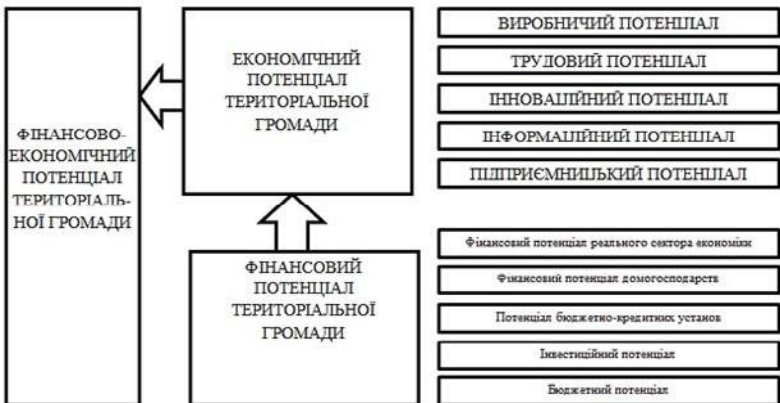 ФІНАНСОВО-
ЕКОНОМІЧНИЙ
ПОТЕНЦІАЛ
ТЕРИТОРІАЛЬ-
НОЇ ГРОМАДИ
ЕКОНОМІЧНИЙ
ПОТЕНЦІАЛ
ТЕРИТОРІАЛЬНОЇ
ГРОМАДИ
ВИРОБНИЧИЙ ПОТЕНЦІАЛ
ТРУДОВИЙ ПОТЕНЦІАЛ
ІННОВАЦІЙНИЙ ПОТЕНЦІАЛ
ІНФОРМАЦІЙНИЙ ПОТЕНЦІАЛ
ПІДПРИЄМНИЦЬКИЙ ПОТЕНЦІАЛ
ФІНАНСОВИЙ
ПОТЕНЦІАЛ
ТЕРИТОРІАЛЬНОЇ
ГРОМАДИ
Фінансовий потенціал реального сектора економіки
Фінансовий потенціал домогосподарств
Потенціал бюджетно-кредитних установ
Інвестиційний потенціал
Бюджетний потенціал